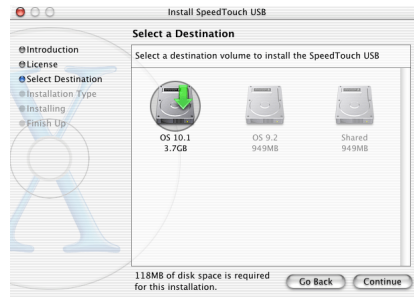 Install SpeedTouch USB
Select a Destination
Introduction
License
Select Destination
Installation Type
Installing
Finish Up
Select a destination volume to install the SpeedTouch USB
OS 10.1
3.7GB
OS 9.2
949MB
Shared
949MB
118MB of disk space is required
for this installation.
Go Back
Continue